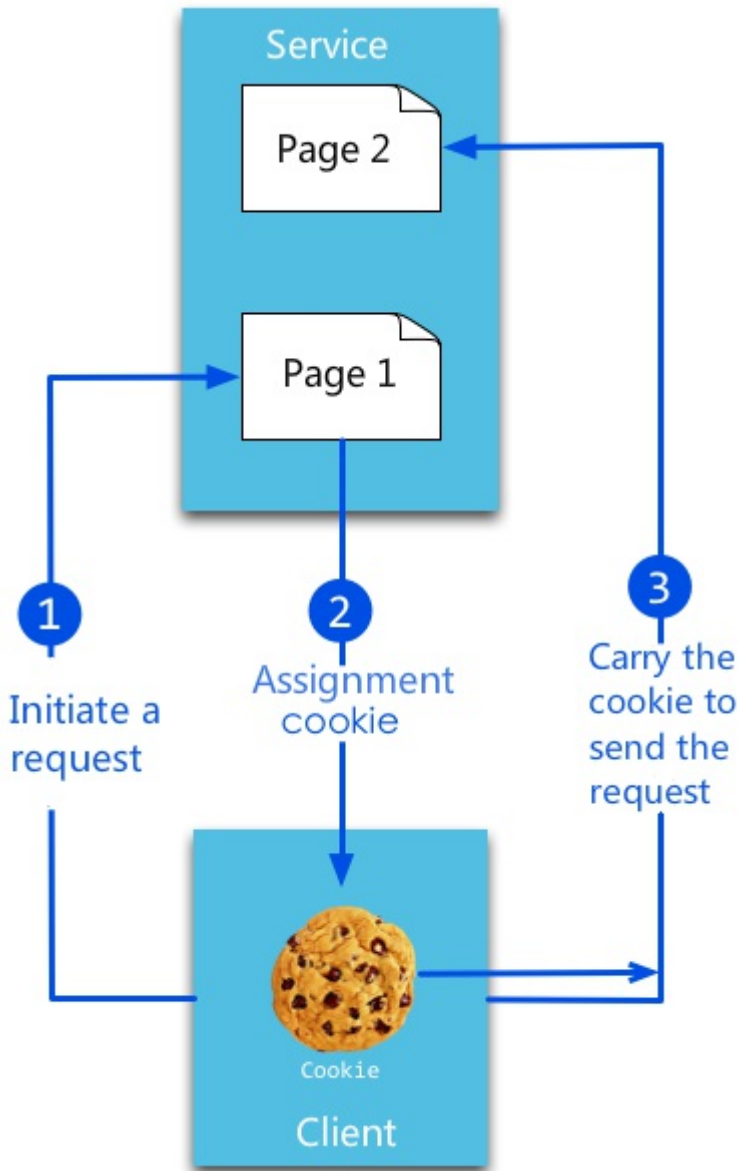 Service
Page 2
Page 1
1
Initiate a
request
2
Assignment
cookie
3
Carry the
cookie to
send the
request
Cookie
Client